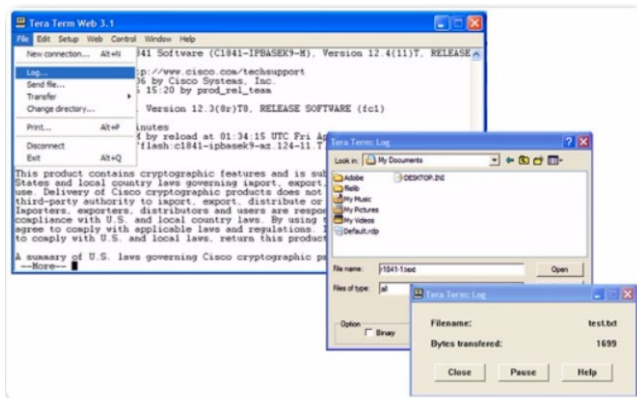 Tera Term Web 3.1
File Edit Setup Web Control Window Help
New connection... Alt+N
Log...
Send file...
Transfer
Change directory...
Print... Alt+P
Disconnect
Exit Alt+Q
841 Software (C1841-IPBASEK9-M), Version 12.4(11)T, RELEASE
p://www.cisco.com/techsupport
06 by Cisco Systems, Inc.
15:20 by prod_rel_team
Version 12.3(8r)T8, RELEASE SOFTWARE (fc1)
inutes
by reload at 01:34:15 UTC Fri Ap
flash:c1841-ipbasek9-mz.124-11.T
This product contains cryptographic features and is sub
States and local country laws governing import, export,
use. Delivery of Cisco cryptographic products does not
third-party authority to import, export, distribute or
Importers, exporters, distributors and users are respon
compliance with U.S. and local country laws. By using t
agree to comply with applicable laws and regulations. I
to comply with U.S. and local laws, return this product
A summary of U.S. laws governing Cisco cryptographic p
--More--
Tera Term: Log
Look in: My Documents
Adobe
filelib
My Music
My Pictures
My Videos
Default.rdp
DESKTOP.INI
File name: r1841-1.text
Open
Files of type: all
Option
Binary
Tera Term: Log
Filename: test.txt
Bytes transfered: 1699
Close Pause Help